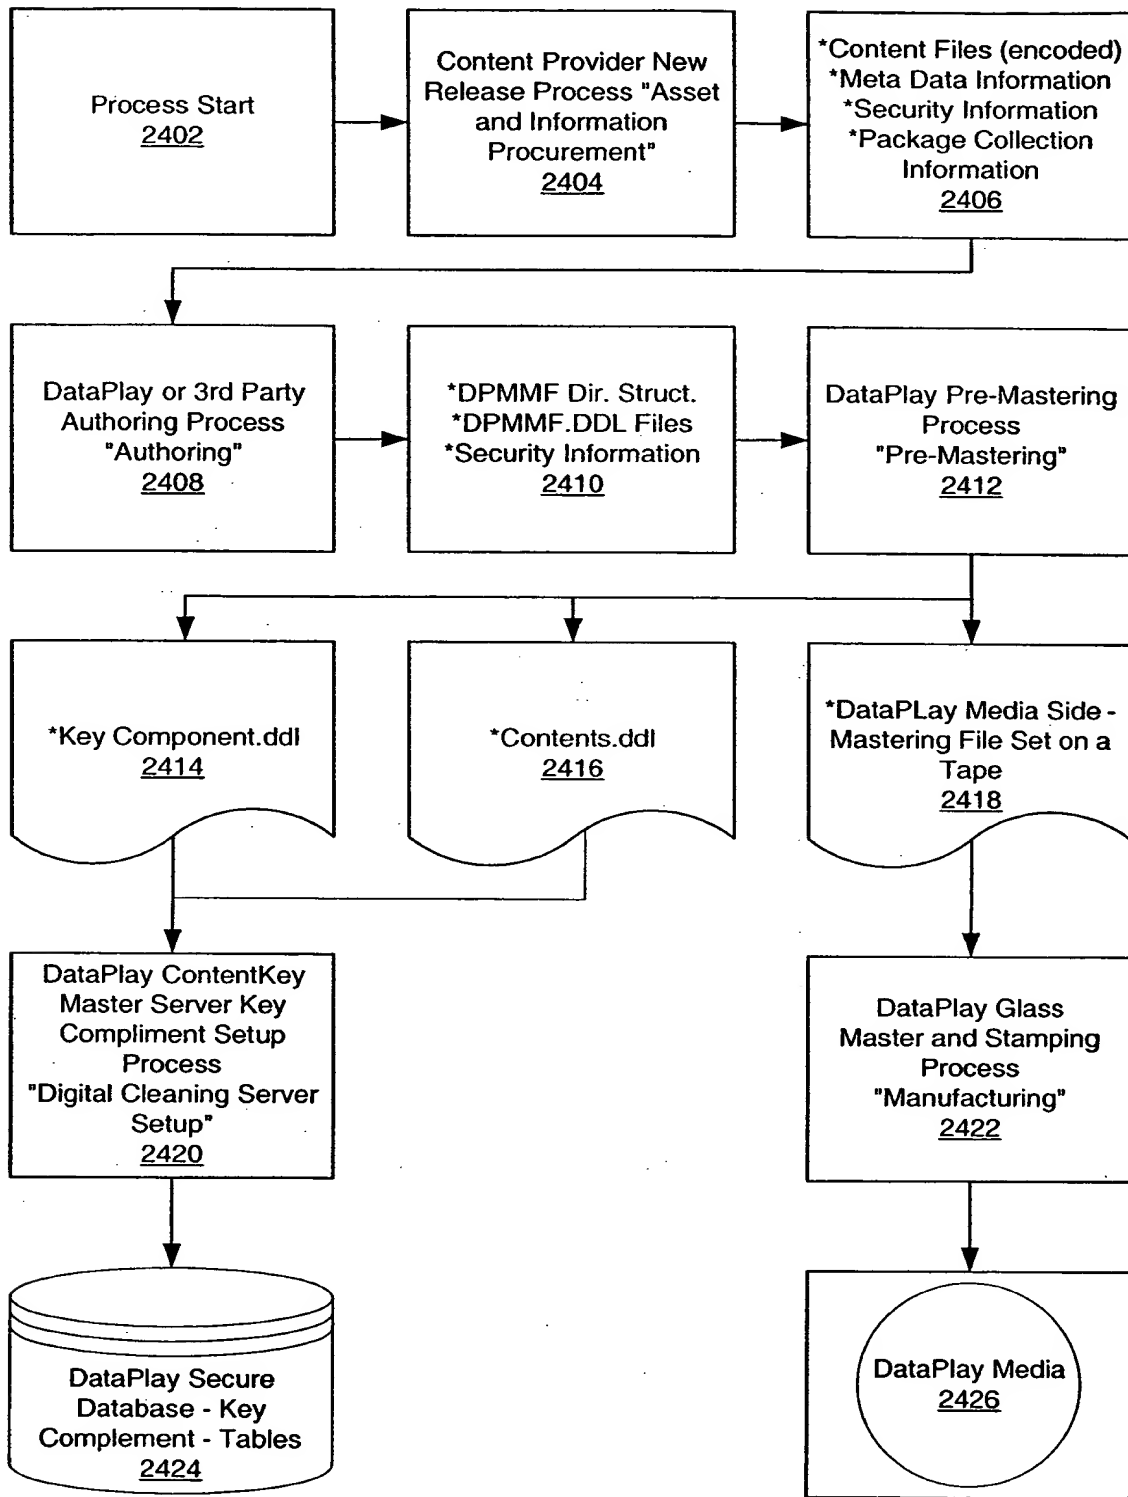 Process Start
2402
Content Provider New
Release Process "Asset
and Information
Procurement"
2404
*Content Files (encoded)
*Meta Data Information
*Security Information
*Package Collection
Information
2406
DataPlay or 3rd Party
Authoring Process
"Authoring"
2408
*DPMMF Dir. Struct.
*DPMMF.DDL Files
*Security Information
2410
DataPlay Pre-Mastering
Process
"Pre-Mastering"
2412
*Key Component.ddl
2414
*Contents.ddl
2416
*DataPLay Media Side -
Mastering File Set on a
Tape
2418
DataPlay ContentKey
Master Server Key
Compliment Setup
Process
"Digital Cleaning Server
Setup"
2420
DataPlay Glass
Master and Stamping
Process
"Manufacturing"
2422
DataPlay Secure
Database - Key
Complement - Tables
2424
DataPlay Media
2426